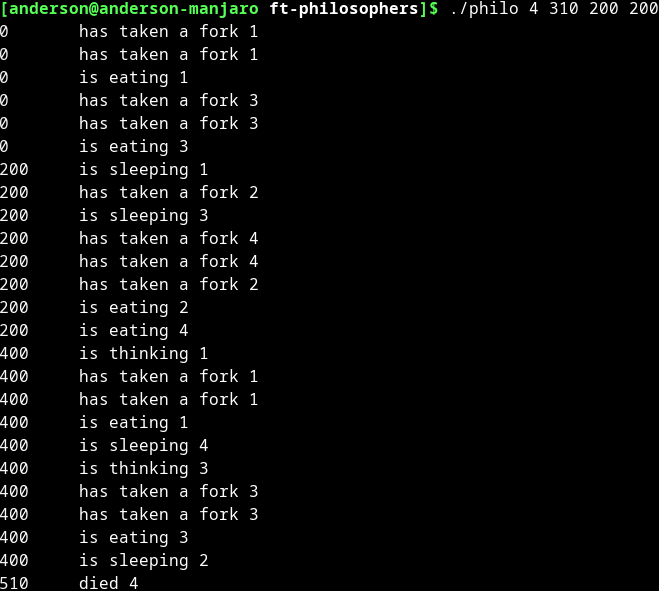 [anderson@anderson-manjaro ft-philosophers]$ ./philo 4 310 200 200
0 has taken a fork 1
0 has taken a fork 1
0 is eating 1
0 has taken a fork 3
0 has taken a fork 3
0 is eating 3
200 is sleeping 1
200 has taken a fork 2
200 is sleeping 3
200 has taken a fork 4
200 has taken a fork 4
200 has taken a fork 2
200 is eating 2
200 is eating 4
400 is thinking 1
400 has taken a fork 1
400 has taken a fork 1
400 is eating 1
400 is sleeping 4
400 is thinking 3
400 has taken a fork 3
400 has taken a fork 3
400 is eating 3
400 is sleeping 2
510 died 4